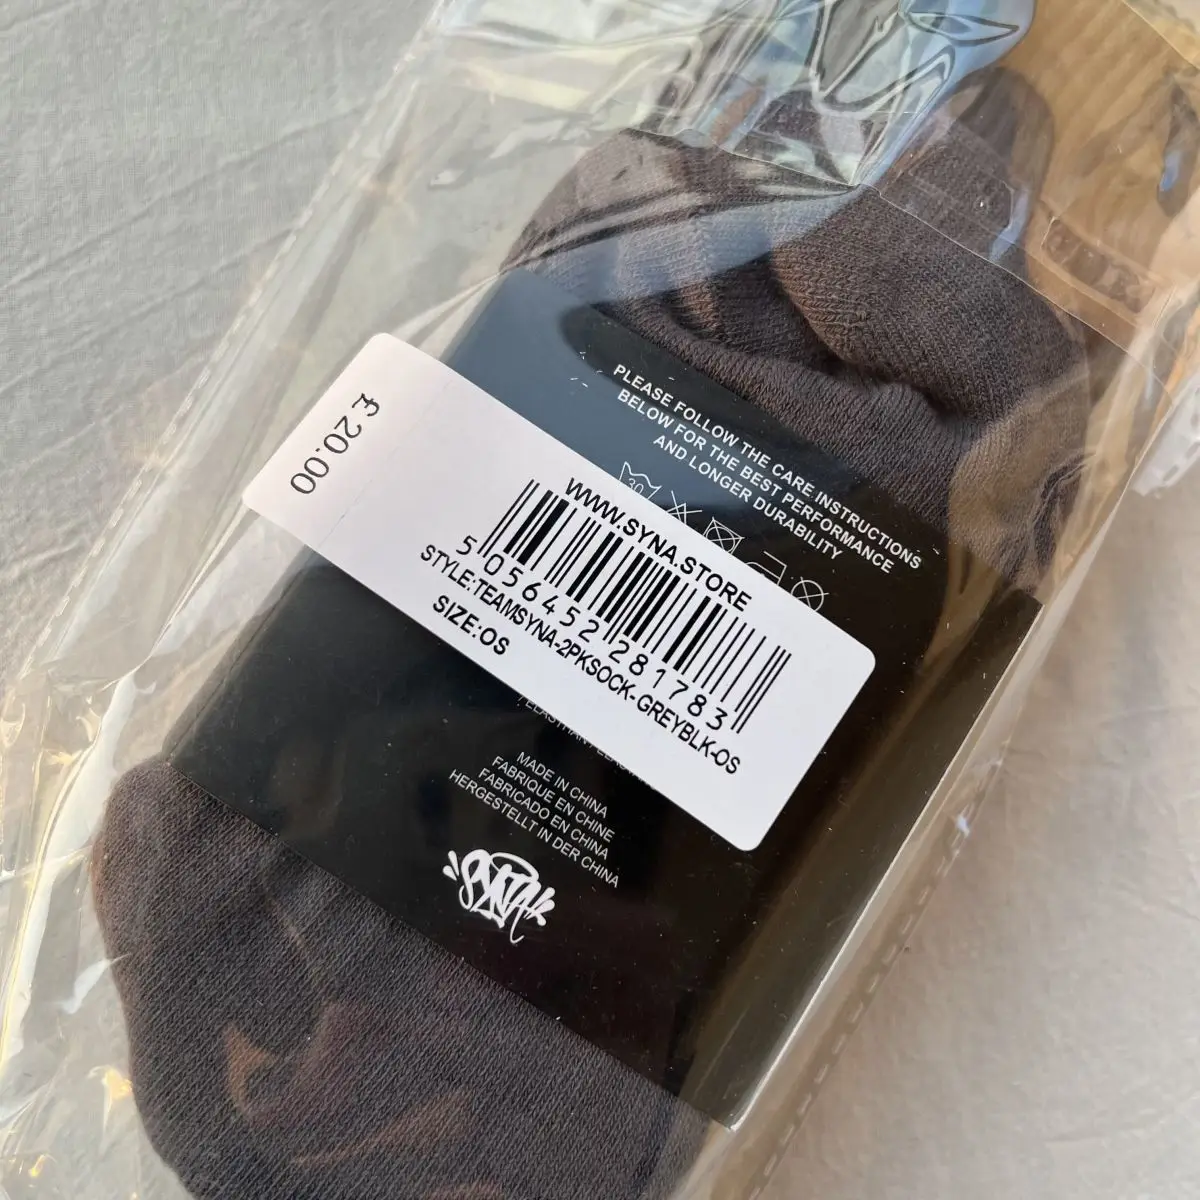 PLEASE FOLLOW THE CARE INSTRUCTIONS
BELOW FOR THE BEST PERFORMANCE
AND LONGER DURABILITY
30
£20.00
WWW.SYNA.STORE
5 056452 281783
STYLE:TEAMSYNA-2PKSOCK-GREYBLK-OS
SIZE:OS
MADE IN CHINA
FABRIQUE EN CHINE
FABRICADO EN CHINA
HERGESTELLT IN DER CHINA
SYNA